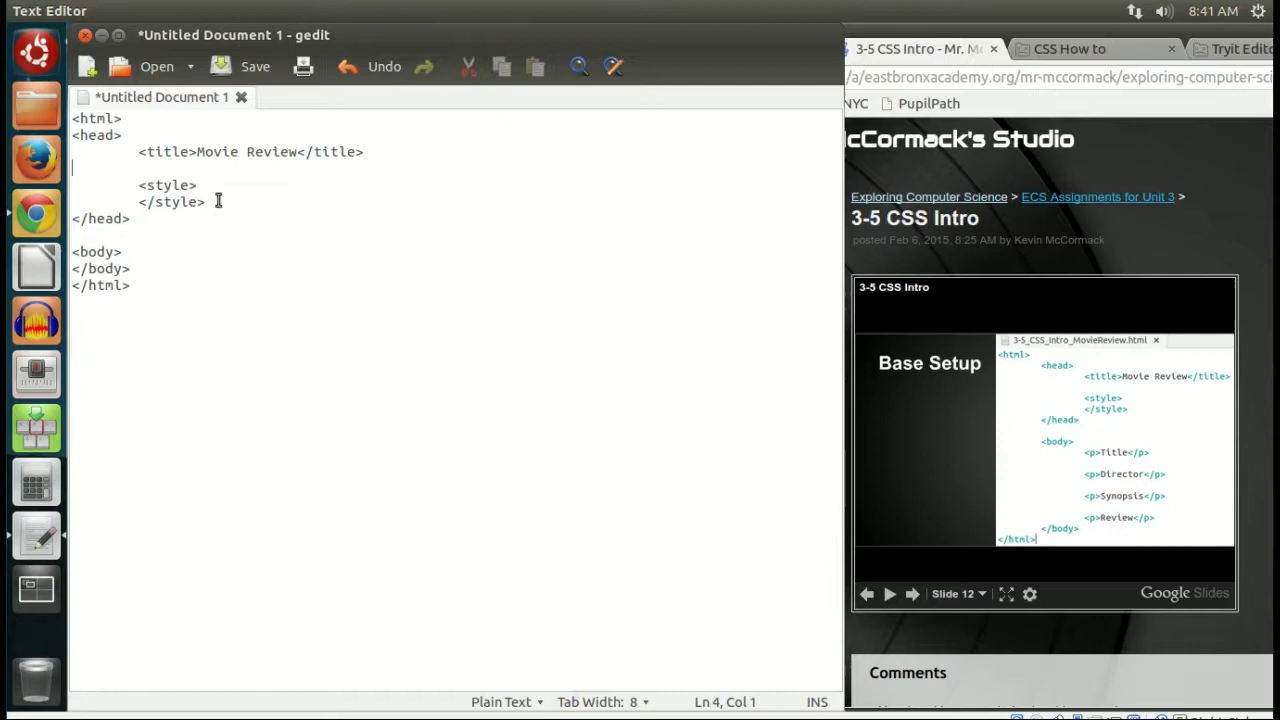 Text Editor
8:41 AM
*Untitled Document 1 - gedit
Open
Save
Undo
*Untitled Document 1
<html>
<head>
<title>Movie Review</title>
<style>
</style>
</head>
<body>
</body>
</html>
Plain Text
Tab Width: 8
Ln 4, Col 1
INS
3-5 CSS Intro - Mr. M
CSS How to
Tryit Edito
/a/eastbronxacademy.org/mr-mccormack/exploring-computer-sci
NYC
PupilPath
cCormack's Studio
Exploring Computer Science > ECS Assignments for Unit 3 >
3-5 CSS Intro
posted Feb 6, 2015, 8:25 AM by Kevin McCormack
3-5 CSS Intro
Base Setup
3-5_CSS_Intro_MovieReview.html
<html>
<head>
<title>Movie Review</title>
<style>
</style>
</head>
<body>
<p>Title</p>
<p>Director</p>
<p>Synopsis</p>
<p>Review</p>
</body>
</html>
Slide 12
Google Slides
Comments